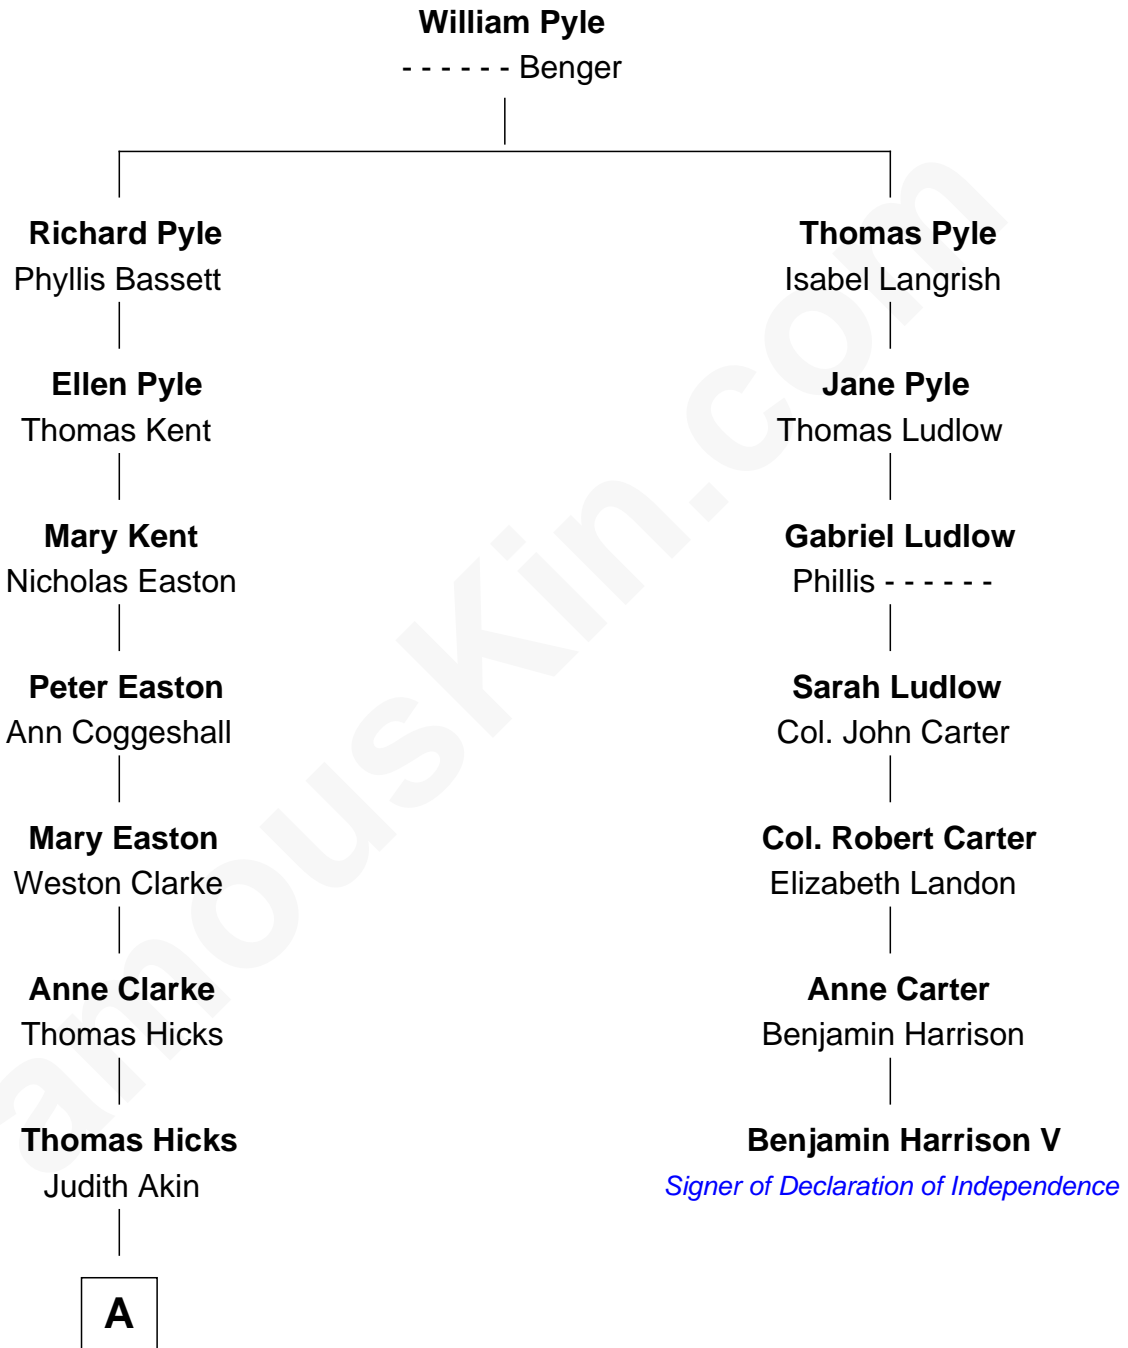 William Pyle
- - - - - - Benger
Richard Pyle
Phyllis Bassett
Thomas Pyle
Isabel Langrish
Ellen Pyle
Thomas Kent
Jane Pyle
Thomas Ludlow
Mary Kent
Nicholas Easton
Gabriel Ludlow
Phillis - - - - - -
Peter Easton
Ann Coggeshall
Sarah Ludlow
Col. John Carter
Mary Easton
Weston Clarke
Col. Robert Carter
Elizabeth Landon
Anne Clarke
Thomas Hicks
Anne Carter
Benjamin Harrison
Thomas Hicks
Judith Akin
Benjamin Harrison V
Signer of Declaration of Independence
A
amousKin.com